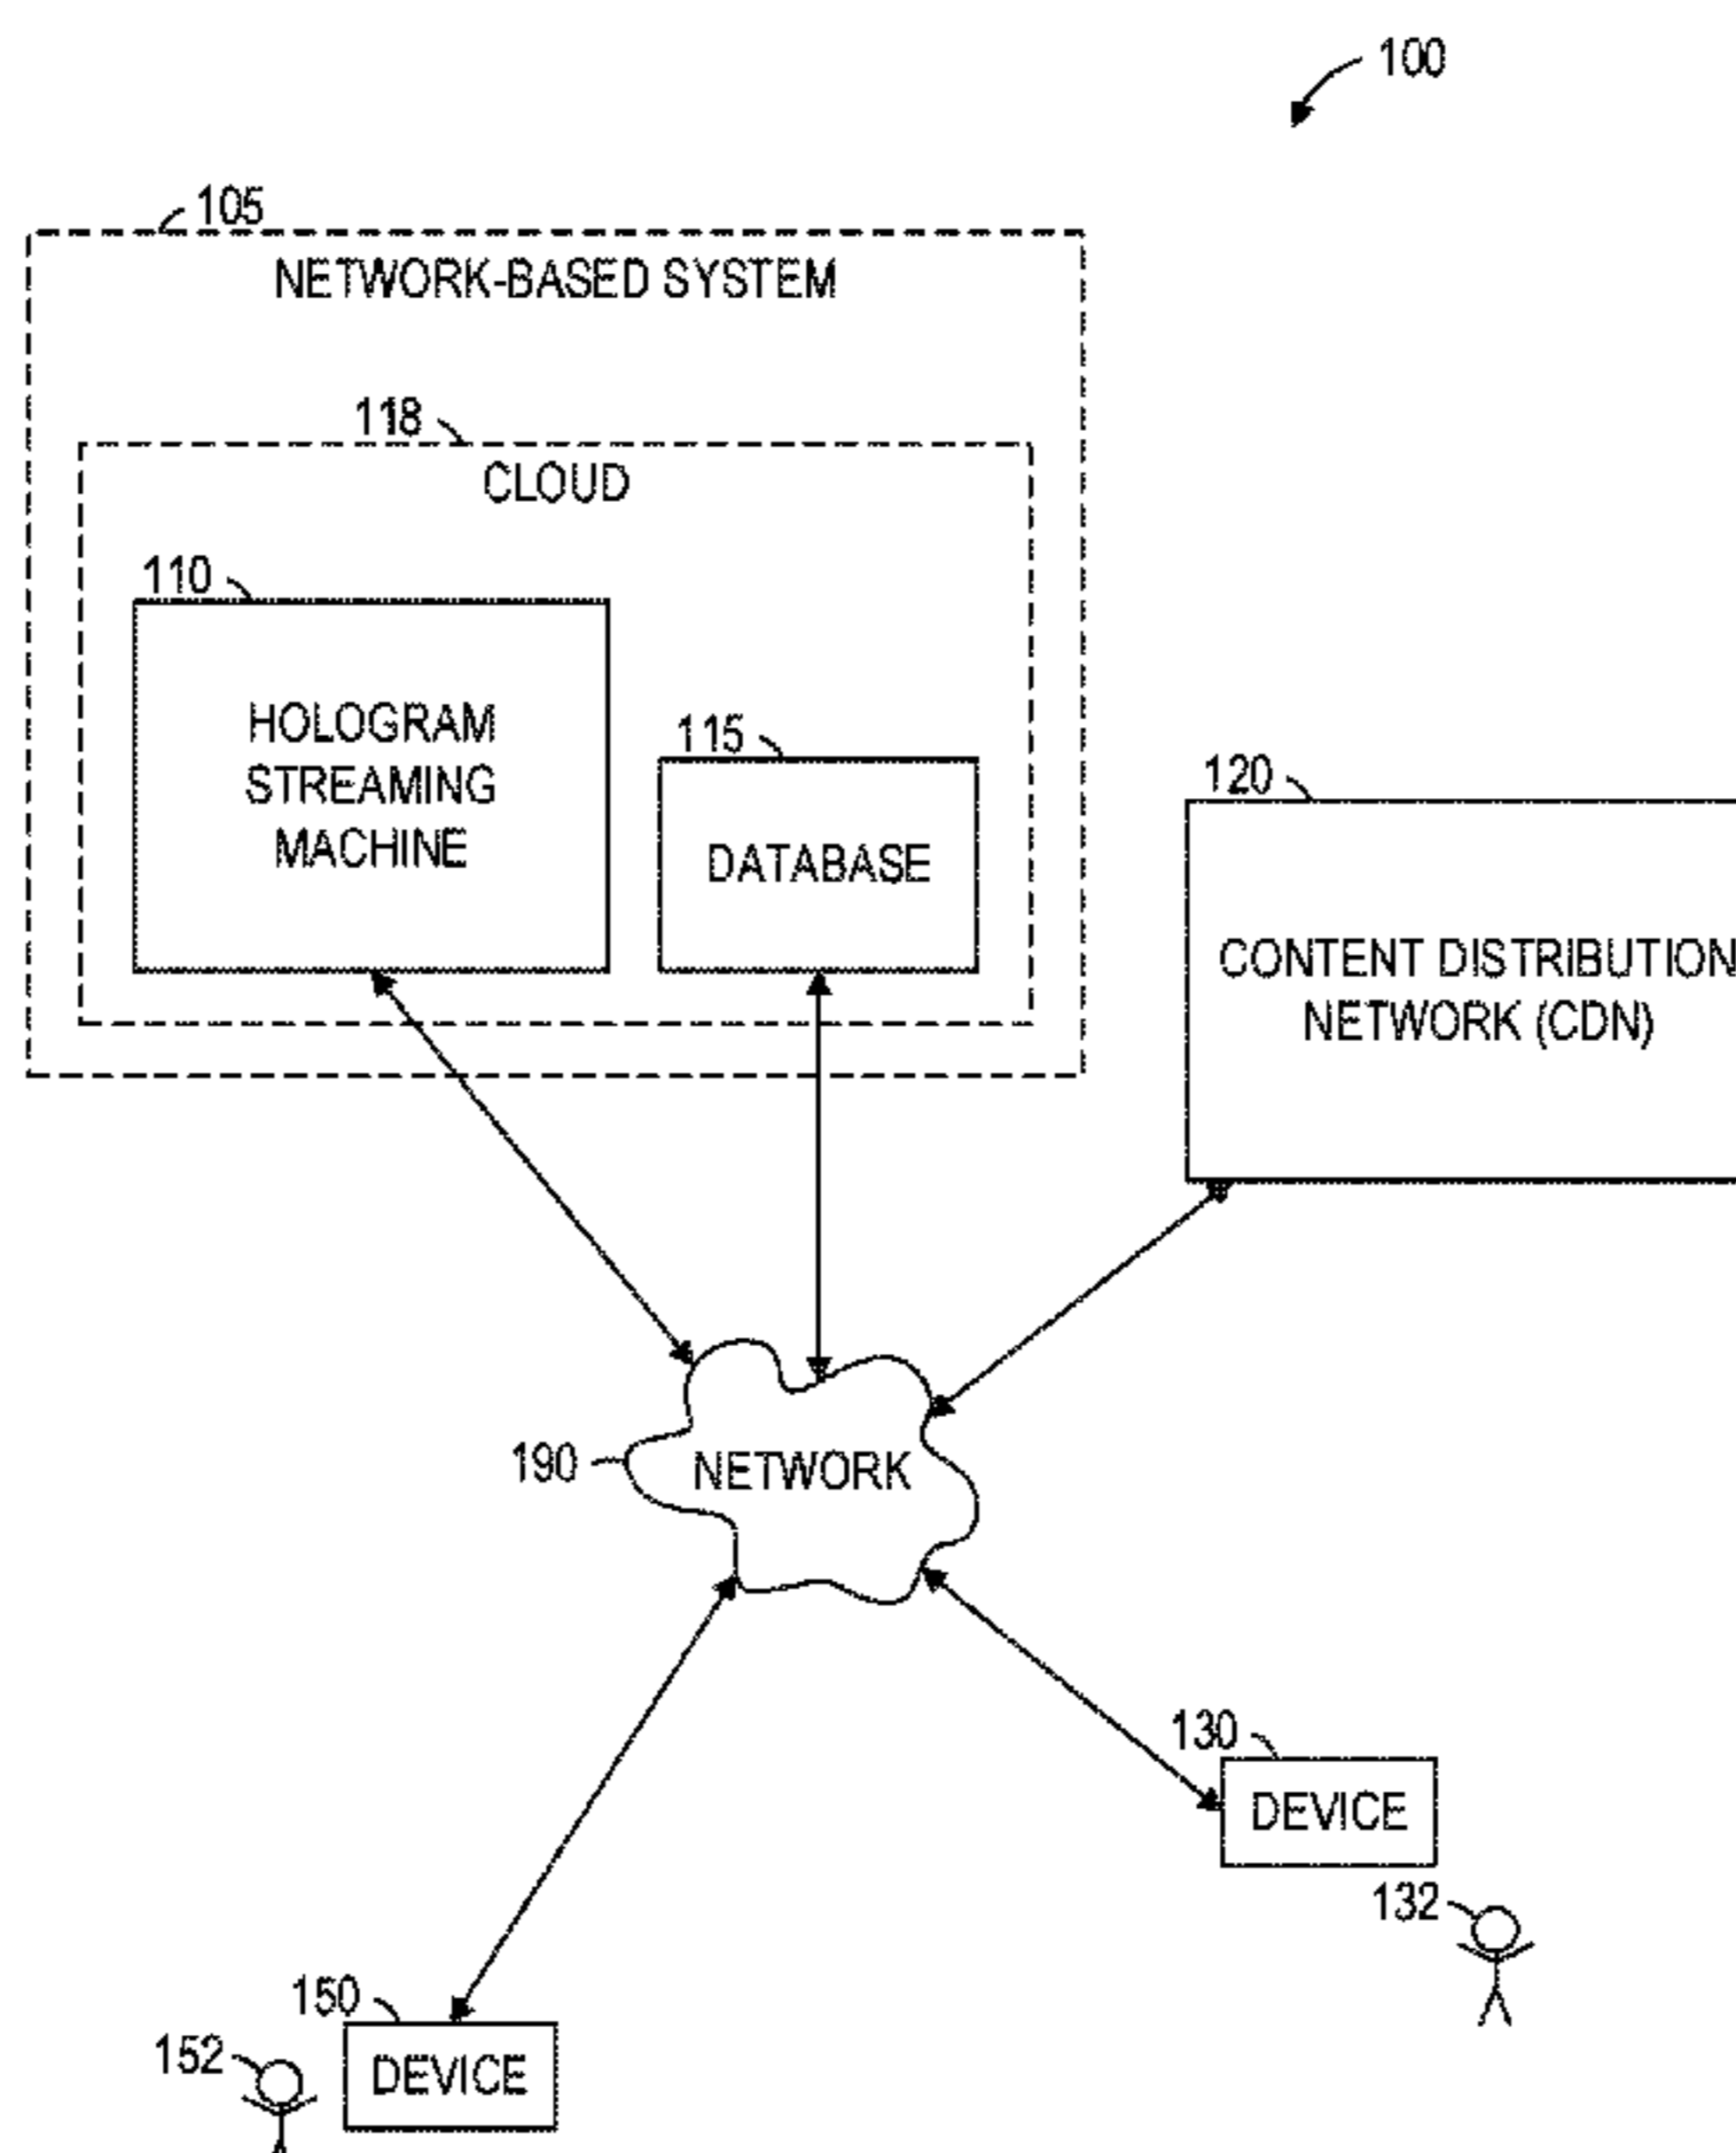 100
105
NETWORK-BASED SYSTEM
118
CLOUD
110
HOLOGRAM
STREAMING
MACHINE
115
DATABASE
120
CONTENT DISTRIBUTION
NETWORK (CDN)
190
NETWORK
130
DEVICE
132
150
152
DEVICE